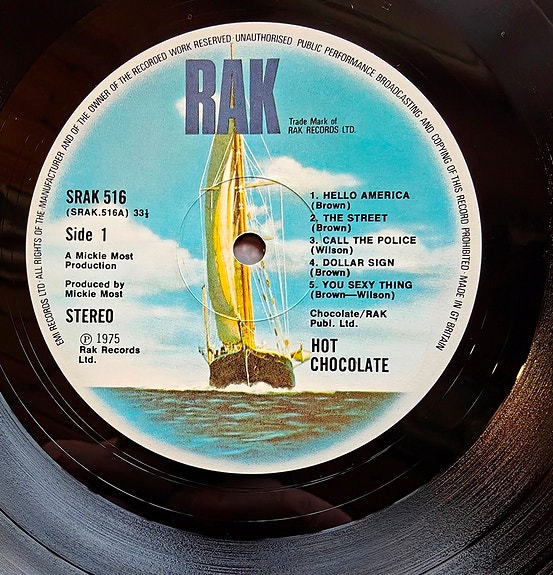 EMI RECORDS LTD· ALL RIGHTS OF THE MANUFACTURER AND OF THE OWNER OF THE RECORDED WORK RESERVED· UNAUTHORISED PUBLIC PERFORMANCE BROADCASTING AND COPYING OF THIS RECORD PROHIBITED· MADE IN GT BRITAIN
RAK
Trade Mark of
RAK RECORDS LTD.
SRAK 516
(SRAK.516A) 33⅓
Side 1
A Mickie Most
Production
Produced by
Mickie Most
STEREO
Ⓟ 1975
Rak Records
Ltd.
1. HELLO AMERICA
(Brown)
2. THE STREET
(Brown)
3. CALL THE POLICE
(Wilson)
4. DOLLAR SIGN
(Brown)
5. YOU SEXY THING
(Brown—Wilson)
Chocolate/RAK
Publ. Ltd.
HOT
CHOCOLATE